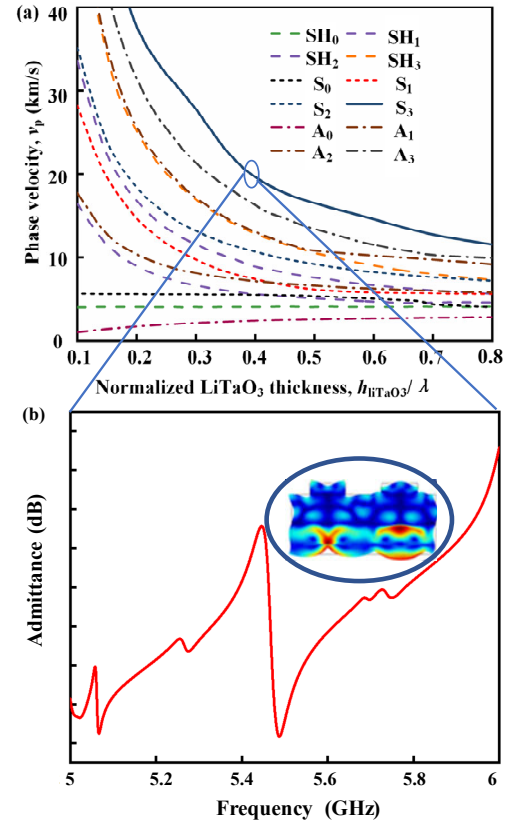 (a)
40
30
20
10
0
Phase velocity, vp (km/s)
SH0 SH1
SH2 SH3
S0 S1
S2 S3
A0 A1
A2 A3
0.1 0.2 0.3 0.4 0.5 0.6 0.7 0.8
Normalized LiTaO3 thickness, hliTaO3/ λ
(b)
Admittance (dB)
5 5.2 5.4 5.6 5.8 6
Frequency (GHz)